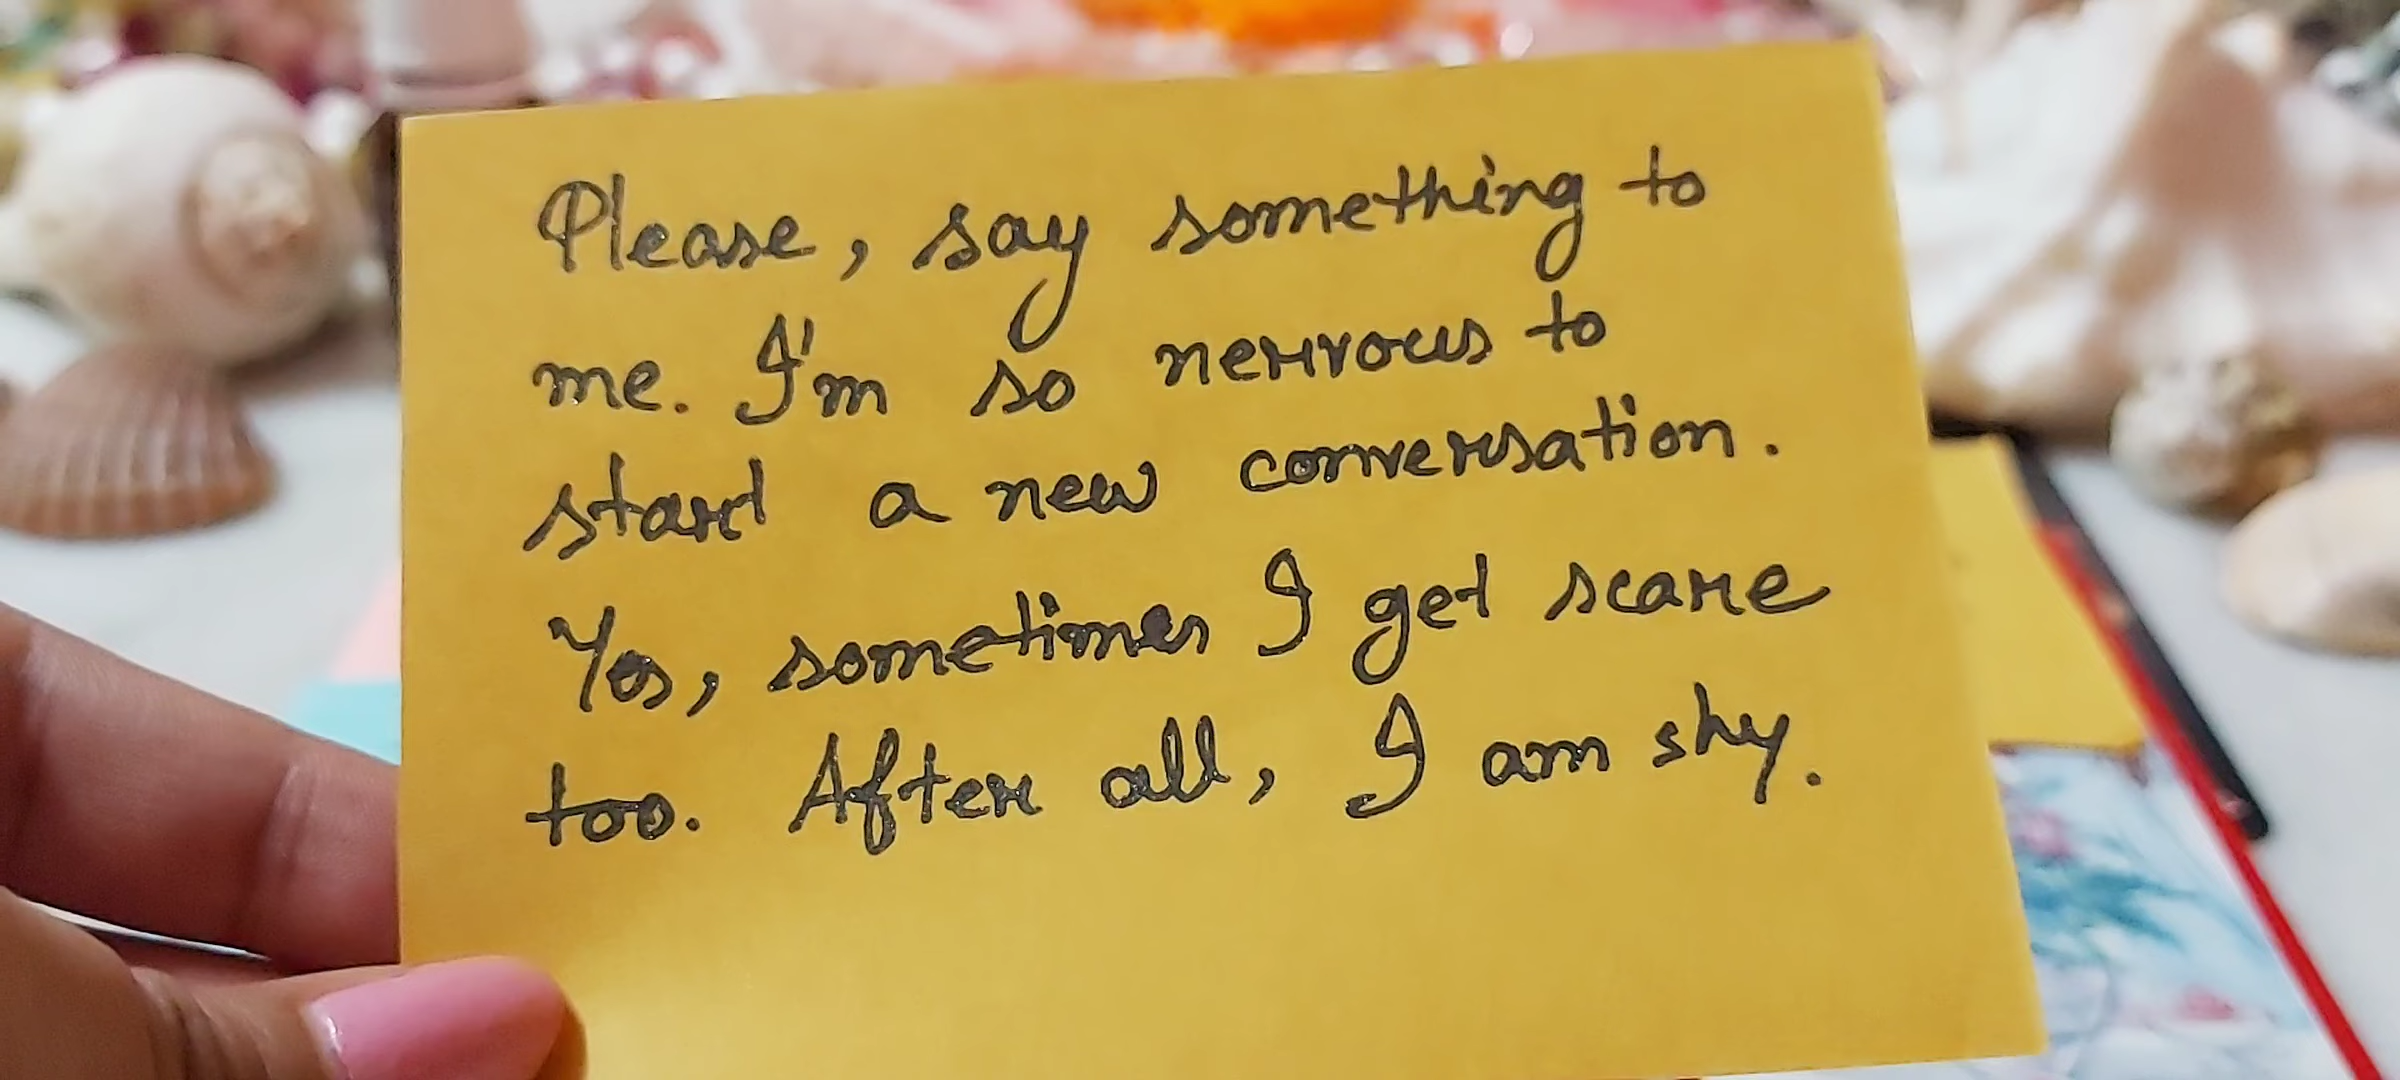 Please, say something to
me. I'm so nervous to
start a new conversation.
Yes, sometimes I get scare
too. After all, I am shy.